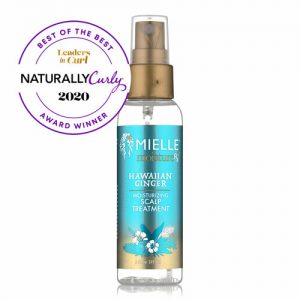 BEST OF THE BEST
Leaders in Curl
NATURALLYCurly
2020
AWARD WINNER
MIELLE
HAWAIIAN
GINGER
MOISTURIZING
SCALP
TREATMENT